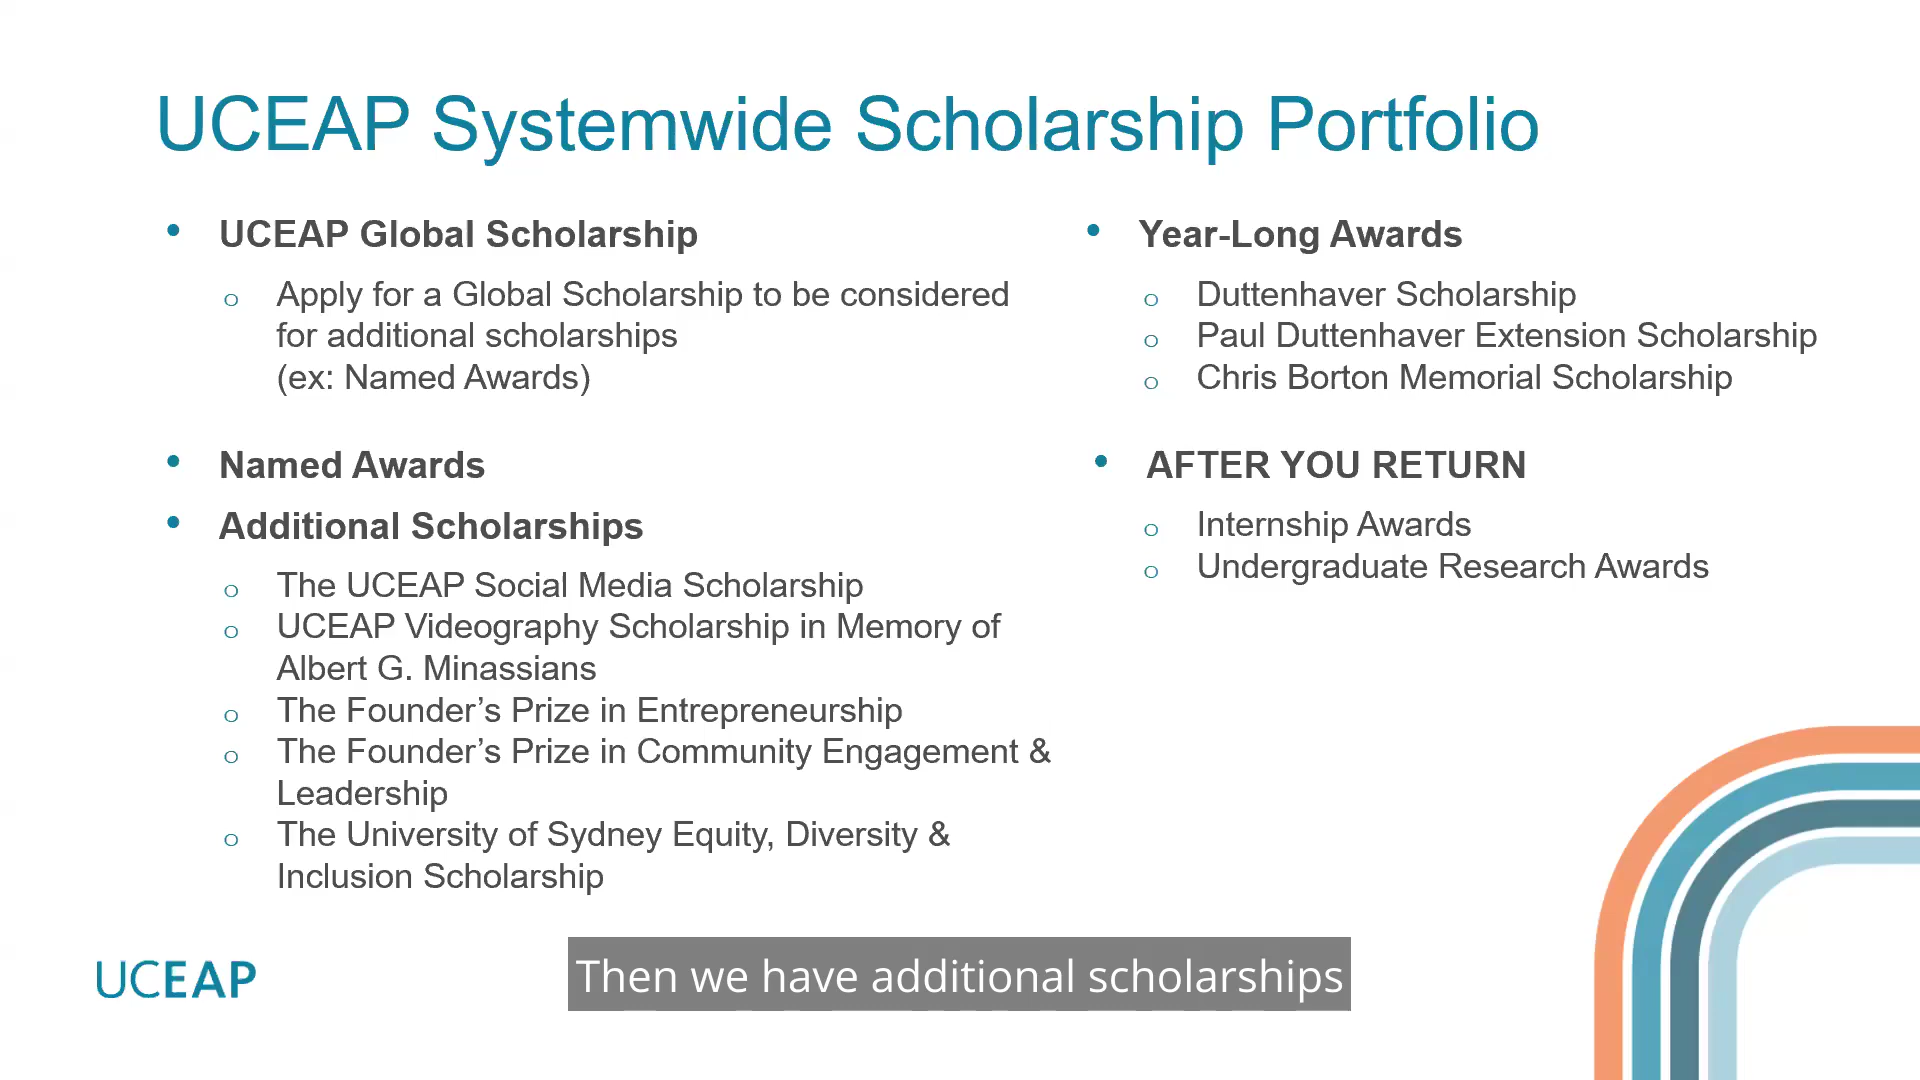 UCEAP Systemwide Scholarship Portfolio
• UCEAP Global Scholarship
o Apply for a Global Scholarship to be considered
for additional scholarships
(ex: Named Awards)
• Named Awards
• Additional Scholarships
o The UCEAP Social Media Scholarship
o UCEAP Videography Scholarship in Memory of
Albert G. Minassians
o The Founder’s Prize in Entrepreneurship
o The Founder’s Prize in Community Engagement &
Leadership
o The University of Sydney Equity, Diversity &
Inclusion Scholarship
• Year-Long Awards
o Duttenhaver Scholarship
o Paul Duttenhaver Extension Scholarship
o Chris Borton Memorial Scholarship
• AFTER YOU RETURN
o Internship Awards
o Undergraduate Research Awards
UCEAP
Then we have additional scholarships